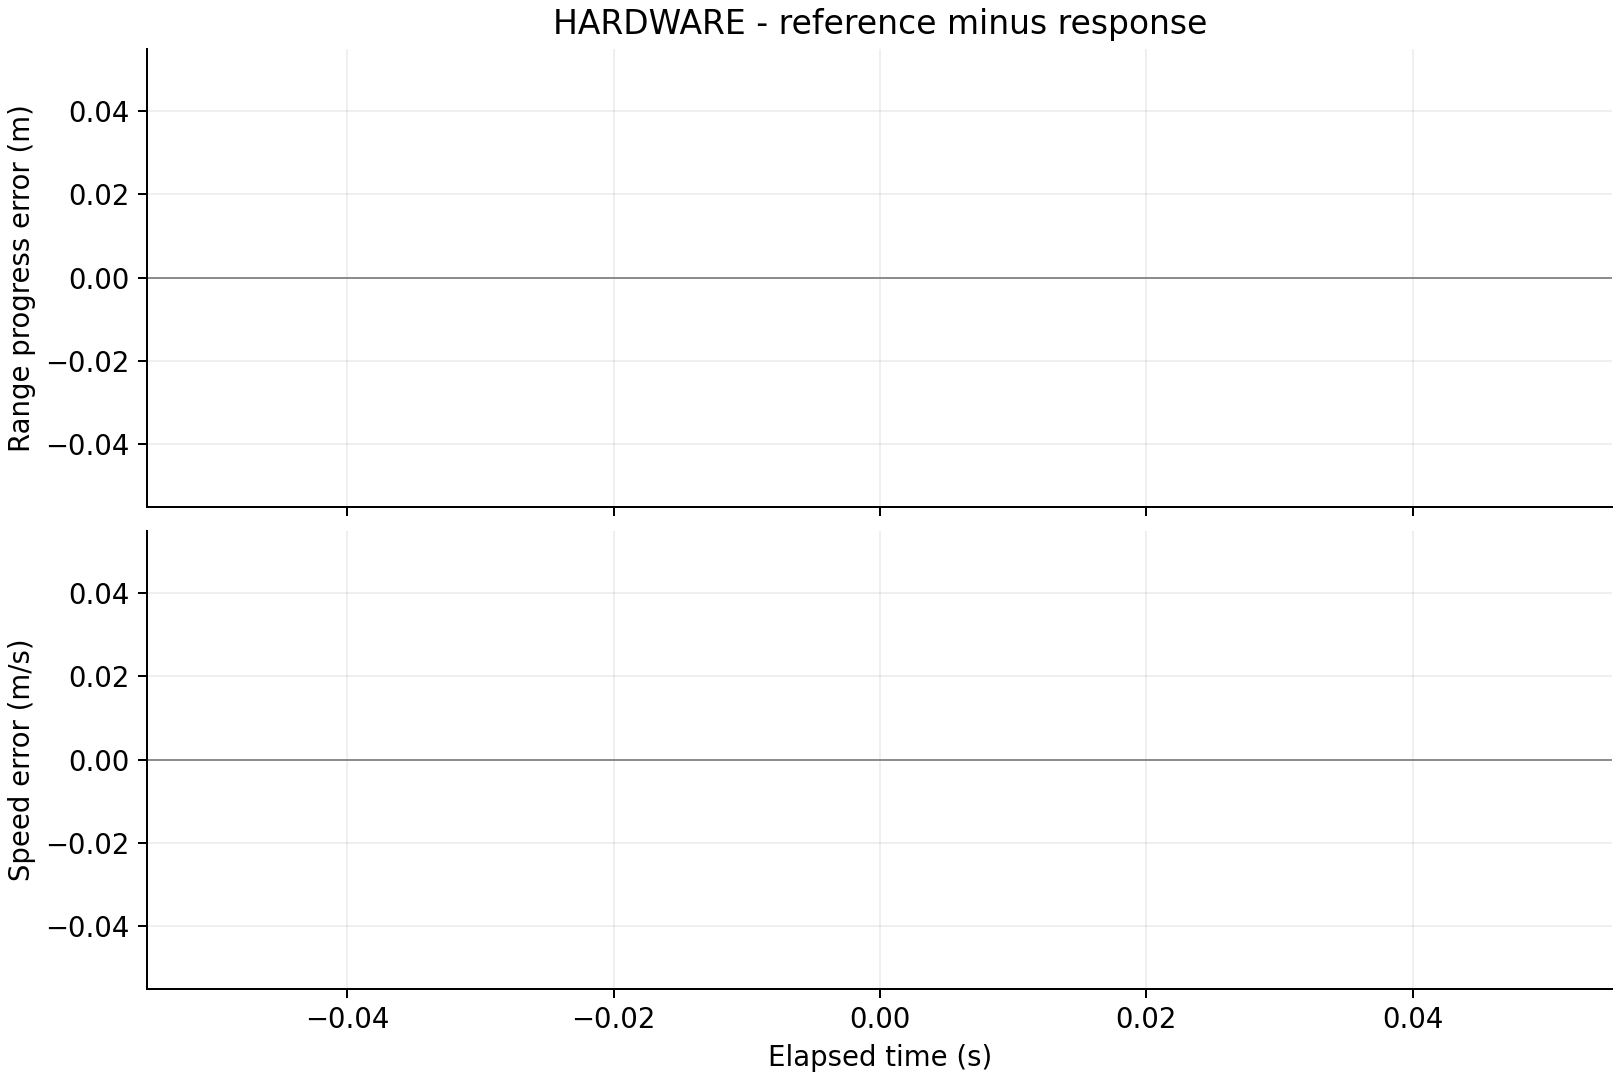 HARDWARE - reference minus response
Range progress error (m)
0.04
0.02
0.00
−0.02
−0.04
Speed error (m/s)
0.04
0.02
0.00
−0.02
−0.04
−0.04 −0.02 0.00 0.02 0.04
Elapsed time (s)